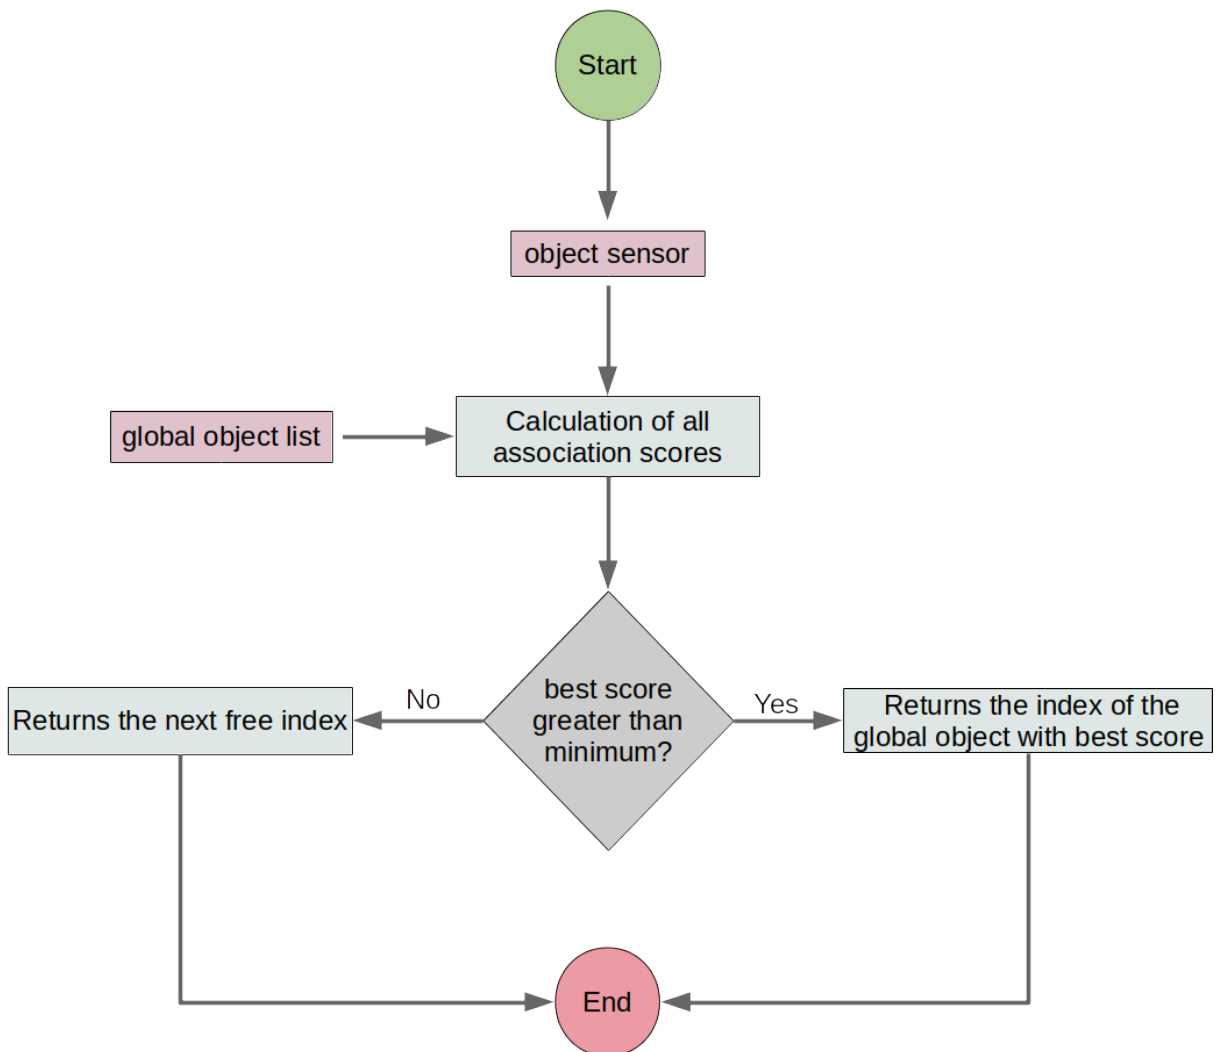 Start
object sensor
global object list
Calculation of all
association scores
best score
greater than
minimum?
No
Yes
Returns the next free index
Returns the index of the
global object with best score
End